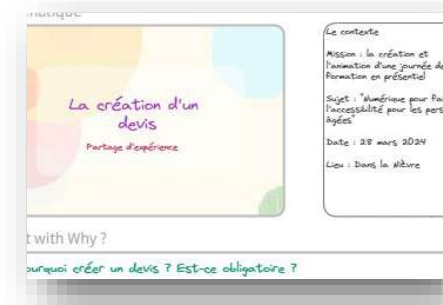 La création d'un
devis
Partage d'expérience
Le contexte
Mission : la création et
l'animation d'une journée de
formation en présentiel
Sujet : "Numérique pour
l'accessibilité pour les
âgées"
Date : 28 mars 2024
Lieu : Dans la Nièvre
with Why ?
créer un devis ? Est-ce obligatoire ?